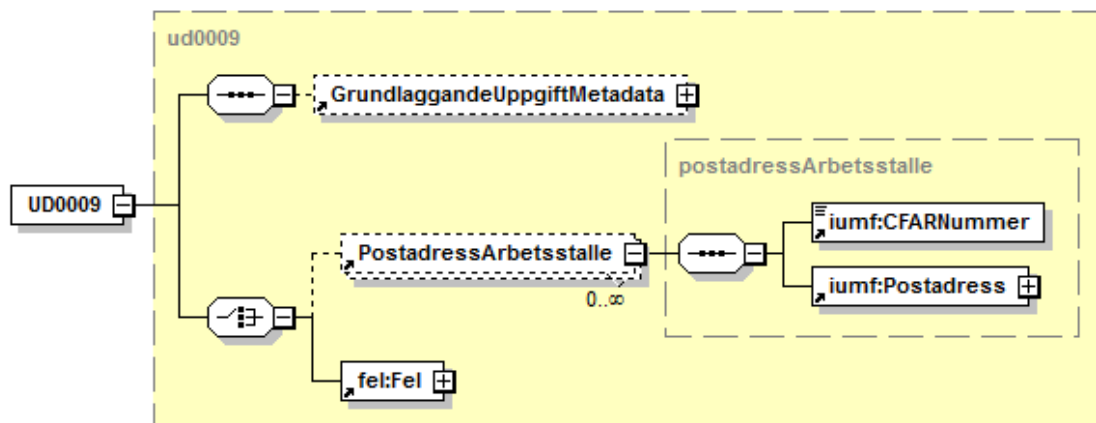 ud0009
GrundlaggandeUppgiftMetadata
postadressArbetsstalle
UD0009
iumf:CFARNummer
PostadressArbetsstalle
iumf:Postadress
0..∞
fel:Fel